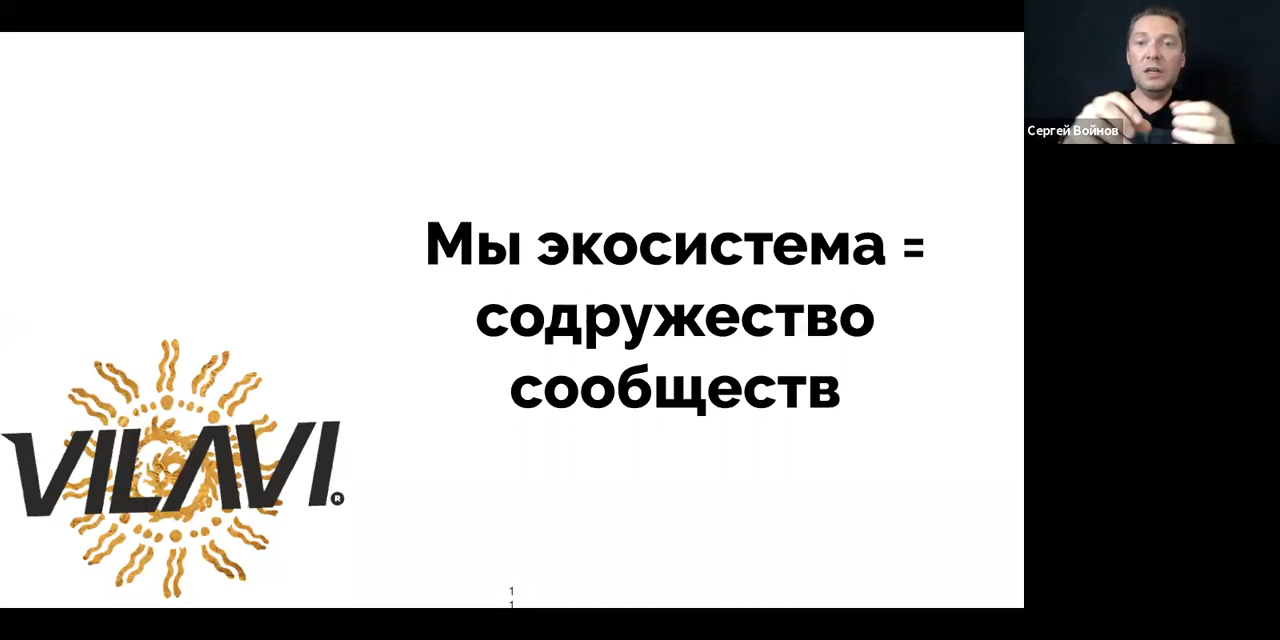 Мы экосистема =
содружество
сообществ
VILAVI®
Сергей Войнов
1
1